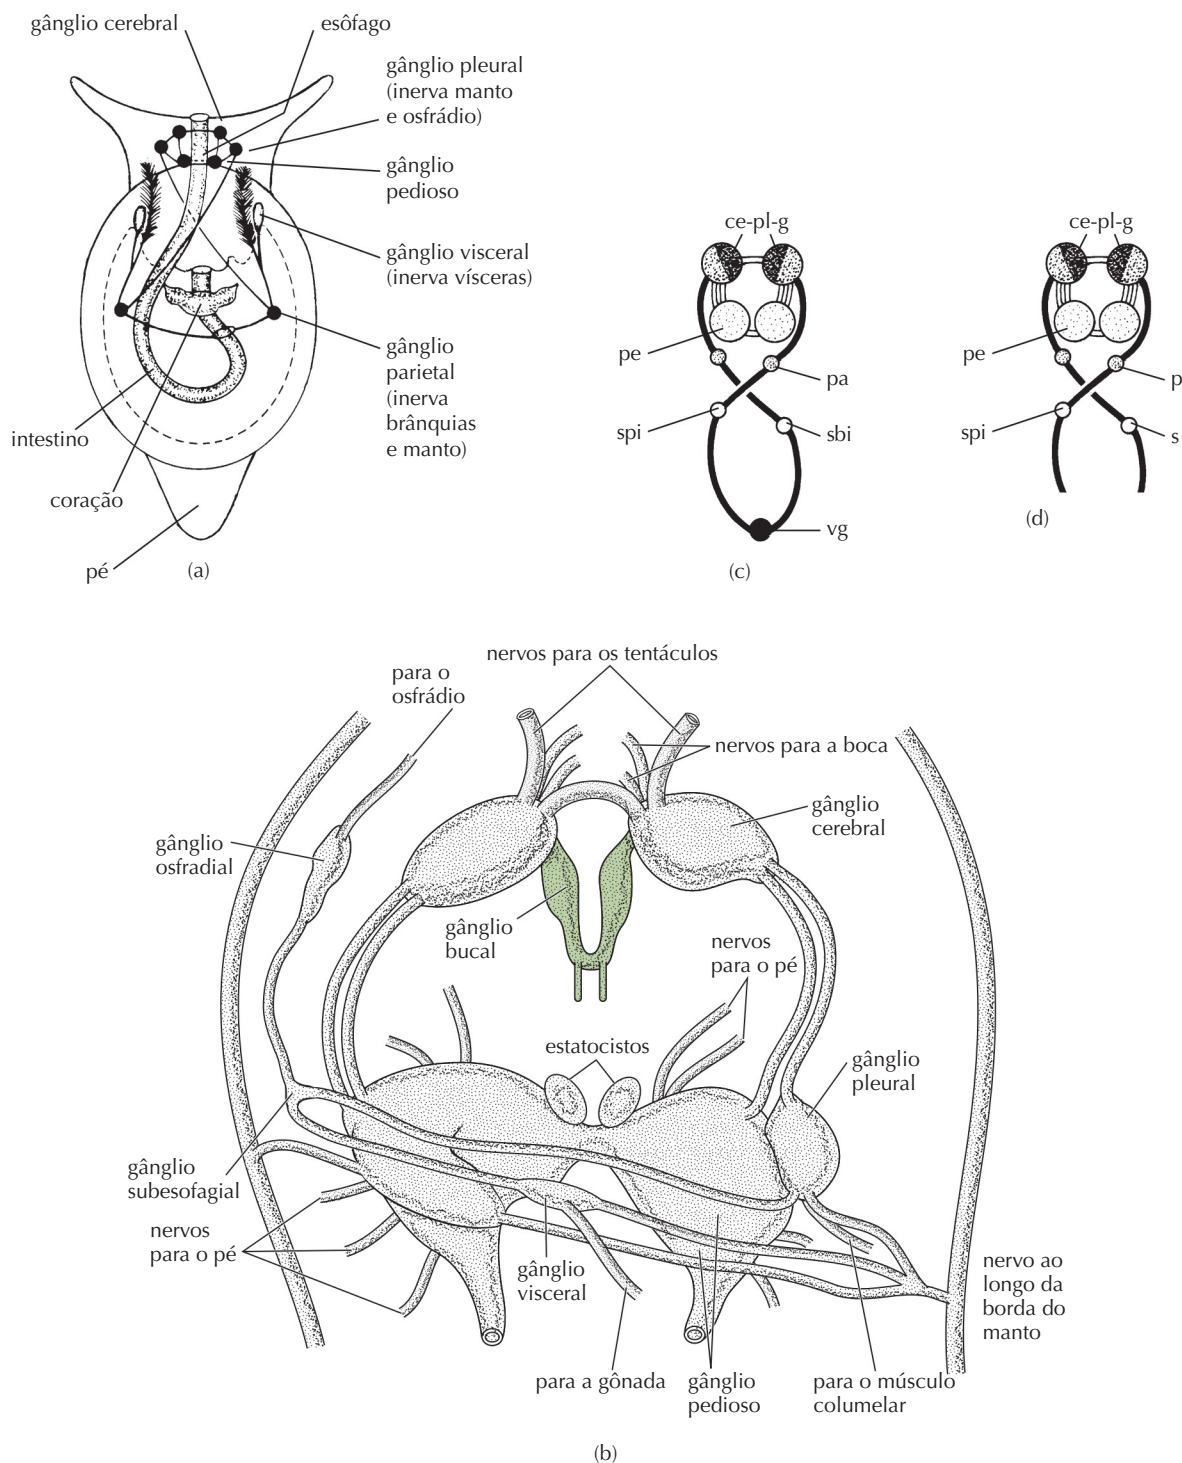 gânglio cerebral
esôfago
gânglio pleural
(inerva manto
e osfrádio)
gânglio
pedioso
gânglio visceral
(inerva vísceras)
gânglio
parietal
(inerva
brânquias
e manto)
intestino
coração
pé
(a)
ce-pl-g
pe
pa
spi
sbi
vg
(c)
ce-pl-g
pe
p
spi
s
(d)
nervos para os tentáculos
para o
osfrádio
nervos para a boca
gânglio
cerebral
gânglio
osfradial
gânglio
bucal
nervos
para o pé
estatocistos
gânglio
pleural
gânglio
subesofagial
nervos
para o pé
gânglio
visceral
nervo ao
longo da
borda do
manto
para a gônada
gânglio
pedioso
para o músculo
columelar
(b)